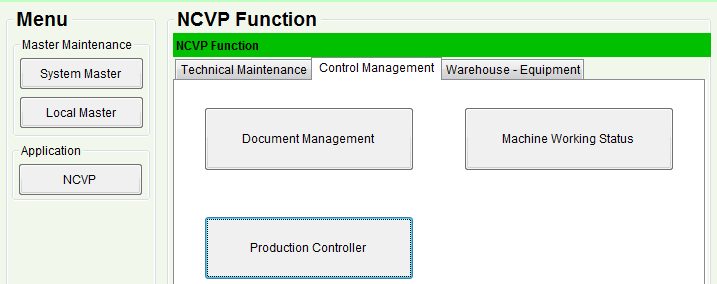 Menu
Master Maintenance
System Master
Local Master
Application
NCVP
NCVP Function
NCVP Function
Technical Maintenance
Control Management
Warehouse - Equipment
Document Management
Machine Working Status
Production Controller